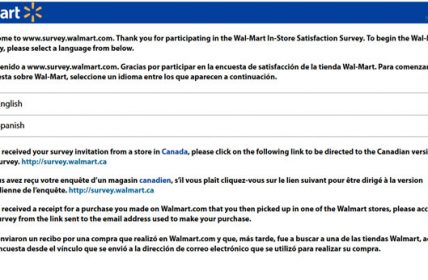 art
ome to www.survey.walmart.com. Thank you for participating in the Wal-Mart In-Store Satisfaction Survey. To begin the Wal-
y, please select a language from below.
enido a www.survey.walmart.com. Gracias por participar en la encuesta de satisfacción de la tienda Wal-Mart. Para comenzar
esta sobre Wal-Mart, seleccione un idioma entre los que aparecen a continuación.
nglish
panish
received your survey invitation from a store in Canada, please click on the following link to be directed to the Canadian versi
urvey. http://survey.walmart.ca
us avez reçu votre enquête d'un magasin canadien, s'il vous plaît cliquez-sur le lien suivant pour être dirigé à la version
dienne de l'enquête. http://survey.walmart.ca
received a receipt for a purchase you made on Walmart.com that you then picked up in one of the Walmart stores, please acc
urvey from the link sent to the email address used to make your purchase.
enviaron un recibo por una compra que realizó en Walmart.com y que, más tarde, fue a buscar a una de las tiendas Walmart, a
encuesta desde el vínculo que se envió a la dirección de correo electrónico que se utilizó para realizar su compra.